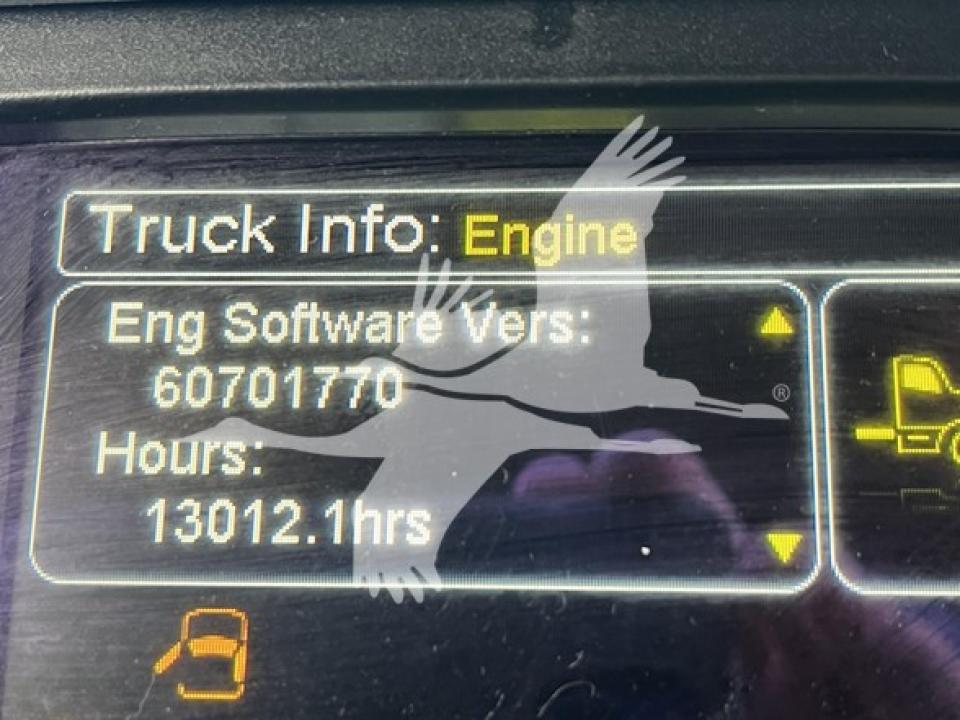 Truck Info: Engine
Eng Software Vers:
60701770
Hours:
13012.1hrs
®